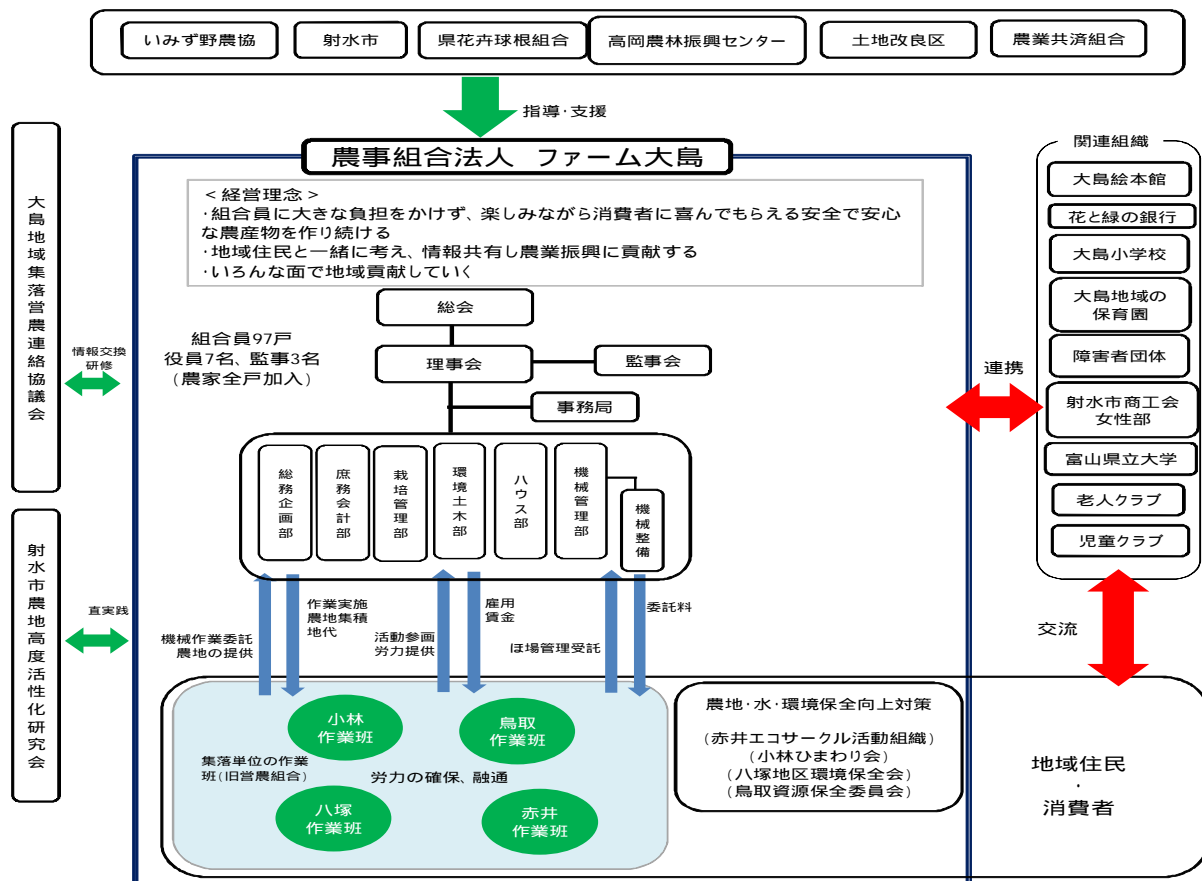 いみず野農協
射水市
県花卉球根組合
高岡農林振興センター
土地改良区
農業共済組合
指導・支援
農事組合法人 ファーム大島
<経営理念>
・組合員に大きな負担をかけず、楽しみながら消費者に喜んでもらえる安全で安心
な農産物を作り続ける
・地域住民と一緒に考え、情報共有し農業振興に貢献する
・いろんな面で地域貢献していく
大島地域集落営農連絡協議会
情報交換
研修
射水市農地高度活性化研究会
直実践
組合員97戸
役員7名、監事3名
(農家全戸加入)
総会
理事会
監事会
事務局
総務企画部
庶務会計部
栽培管理部
環境土木部
ハウス部
機械管理部
機械整備
機械作業委託
農地の提供
作業実施
農地集積
地代
活動参画
労力提供
雇用
賃金
ほ場管理受託
委託料
小林
作業班
鳥取
作業班
集落単位の作業
班(旧営農組合)
労力の確保、融通
八塚
作業班
赤井
作業班
農地・水・環境保全向上対策
(赤井エコサークル活動組織)
(小林ひまわり会)
(八塚地区環境保全会)
(鳥取資源保全委員会)
地域住民
・
消費者
連携
関連組織
大島絵本館
花と緑の銀行
大島小学校
大島地域の
保育園
障害者団体
射水市商工会
女性部
富山県立大学
老人クラブ
児童クラブ
交流